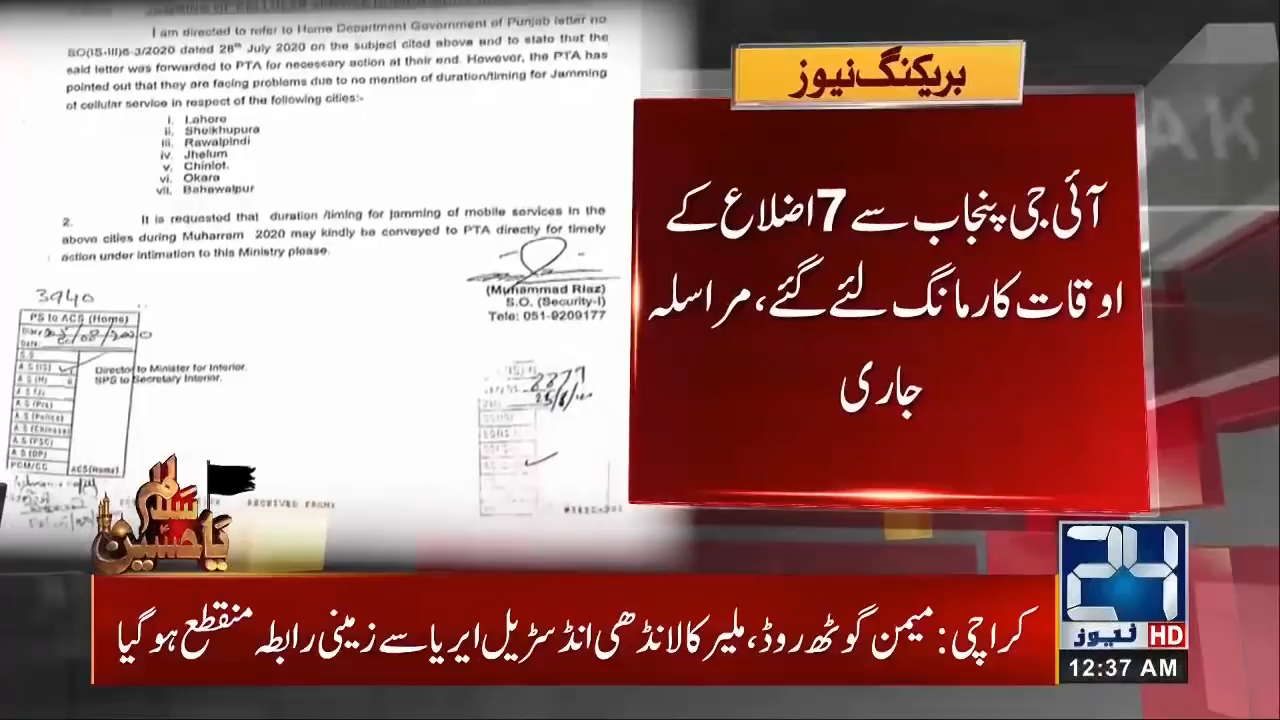 I am directed to refer to Home Department Government of Punjab letter no
SO(IS-III)6-3/2020 dated 28th July 2020 on the subject cited above and to state that the
said letter was forwarded to PTA for necessary action at their end. However, the PTA has
pointed out that they are facing problems due to no mention of duration/timing for Jamming
of cellular service in respect of the following cities:-
i. Lahore
ii. Sheikhupura
iii. Rawalpindi
iv. Jhelum
v. Chiniot.
vi. Okara
vii. Bahawalpur
2. It is requested that duration /timing for jamming of mobile services in the
above cities during Muharram 2020 may kindly be conveyed to PTA directly for timely
action under intimation to this Ministry please.
(Muhammad Riaz)
S.O. (Security-I)
Tele: 051-9209177
3940
PS to ACS (Home)
A.S (IS)
A.S (H)
A.S (Police)
A.S (PSC)
ACS(Home)
Director to Minister for Interior.
SPS to Secretary Interior.
بریکنگ نیوز
آئی جی پنجاب سے 7 اضلاع کے
اوقات کار مانگ لئے گئے، مراسلہ
جاری
سلام
یا حسین
کراچی: میمن گوٹھ روڈ، ملیر کا لانڈھی انڈسٹریل ایریا سے زمینی رابطہ منقطع ہو گیا
24
نیوز HD
12:37 AM